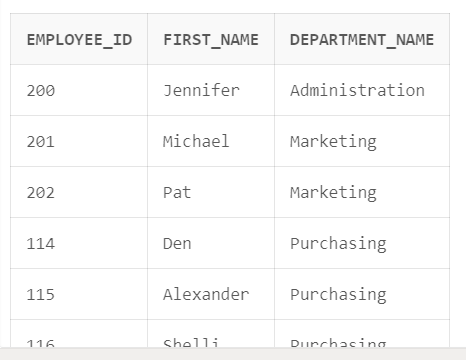 EMPLOYEE_ID FIRST_NAME DEPARTMENT_NAME
200 Jennifer Administration
201 Michael Marketing
202 Pat Marketing
114 Den Purchasing
115 Alexander Purchasing
116 Shelli Purchasing